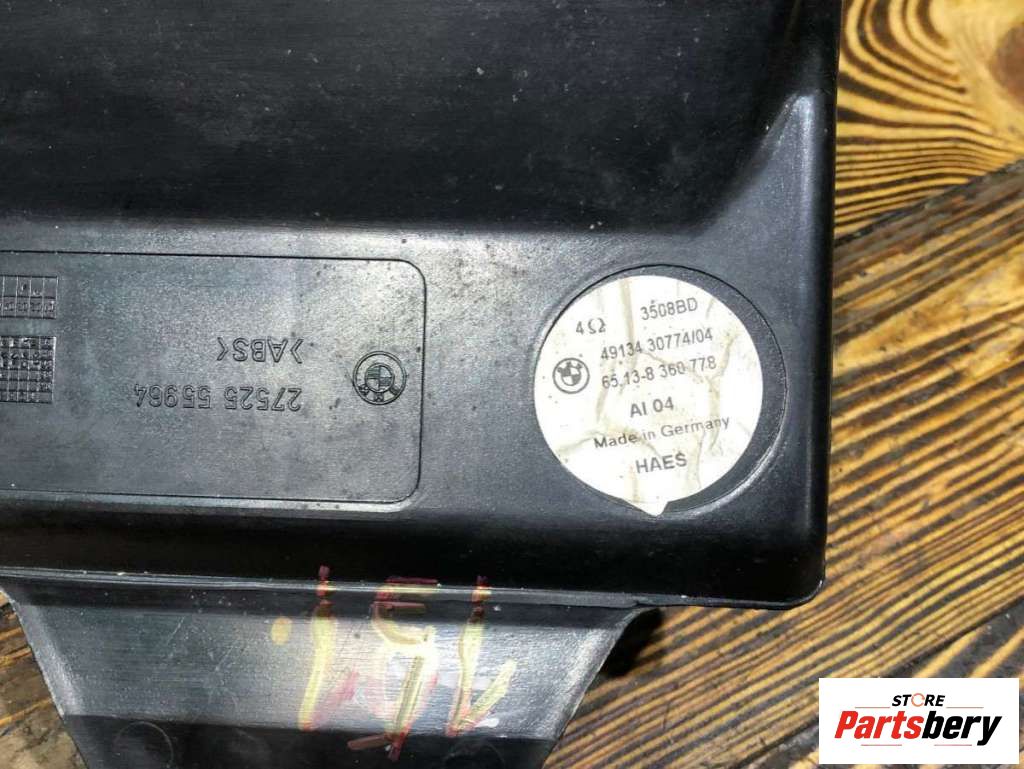 4Ω 3508BD
49134 30774/04
65.13-8 360 778
AI 04
Made in Germany
HAES
27525 55964
>ABS<
STORE
Partsbery